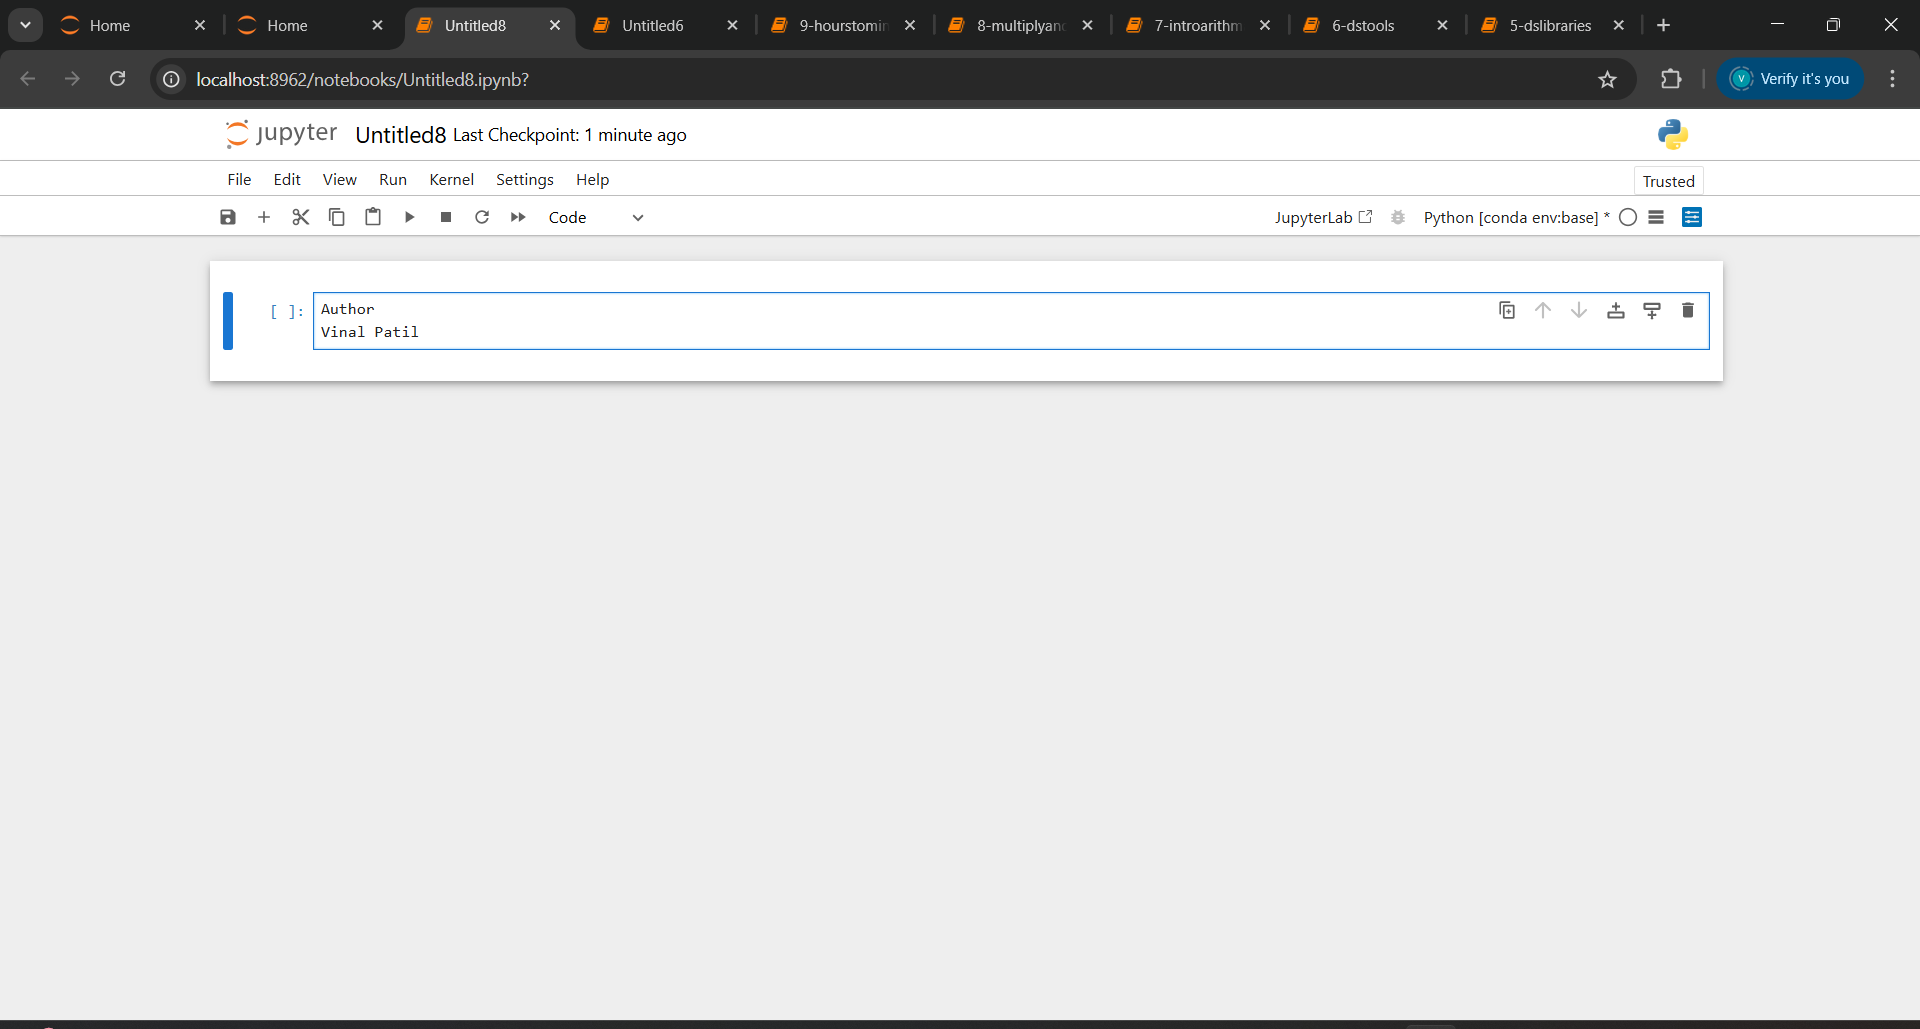 Home
Home
Untitled8
Untitled6
9-hourstomin
8-multiplyand
7-introarithm
6-dstools
5-dslibraries
localhost:8962/notebooks/Untitled8.ipynb?
V Verify it's you
jupyter Untitled8 Last Checkpoint: 1 minute ago
File Edit View Run Kernel Settings Help
Trusted
Code
JupyterLab
Python [conda env:base] *
[ ]: Author
Vinal Patil